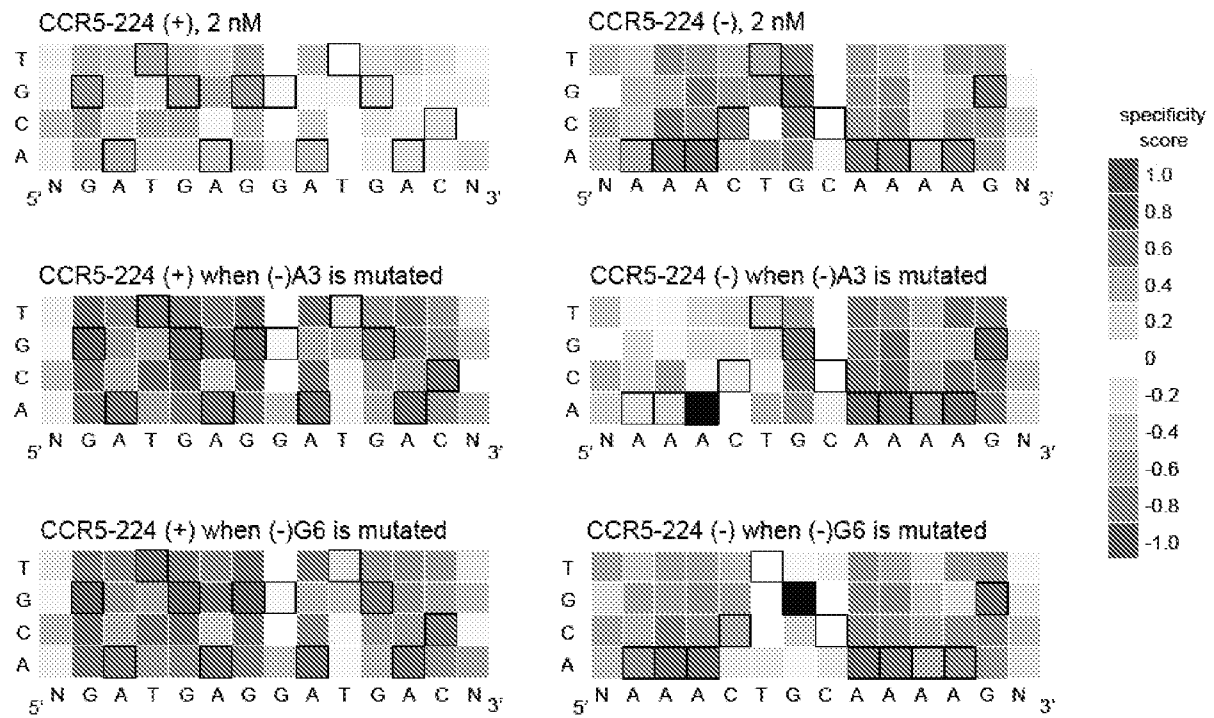 CCR5-224 (+), 2 nM
T
G
C
A
5' N G A T G A G G A T G A C N 3'
CCR5-224 (-), 2 nM
T
G
C
A
5' N A A A C T G C A A A A G N 3'
CCR5-224 (+) when (-)A3 is mutated
T
G
C
A
5' N G A T G A G G A T G A C N 3'
CCR5-224 (-) when (-)A3 is mutated
T
G
C
A
5' N A A A C T G C A A A A G N 3'
CCR5-224 (+) when (-)G6 is mutated
T
G
C
A
5' N G A T G A G G A T G A C N 3'
CCR5-224 (-) when (-)G6 is mutated
T
G
C
A
5' N A A A C T G C A A A A G N 3'
specificity
score
1.0
0.8
0.6
0.4
0.2
0
-0.2
-0.4
-0.6
-0.8
-1.0